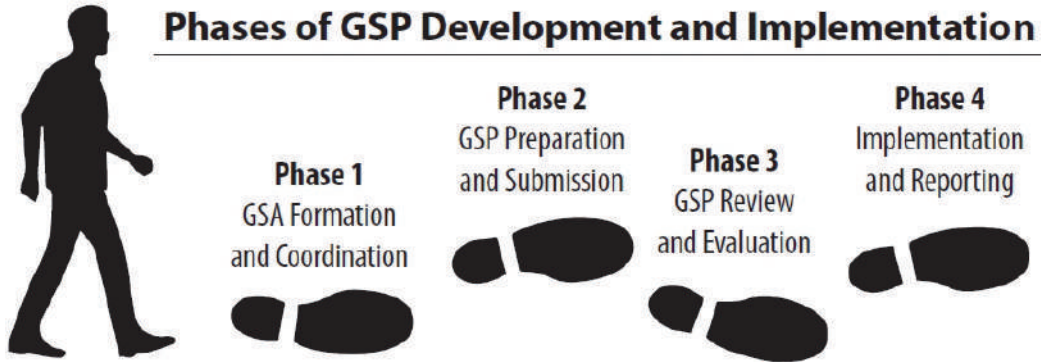 Phases of GSP Development and Implementation
Phase 1
GSA Formation
and Coordination
Phase 2
GSP Preparation
and Submission
Phase 3
GSP Review
and Evaluation
Phase 4
Implementation
and Reporting